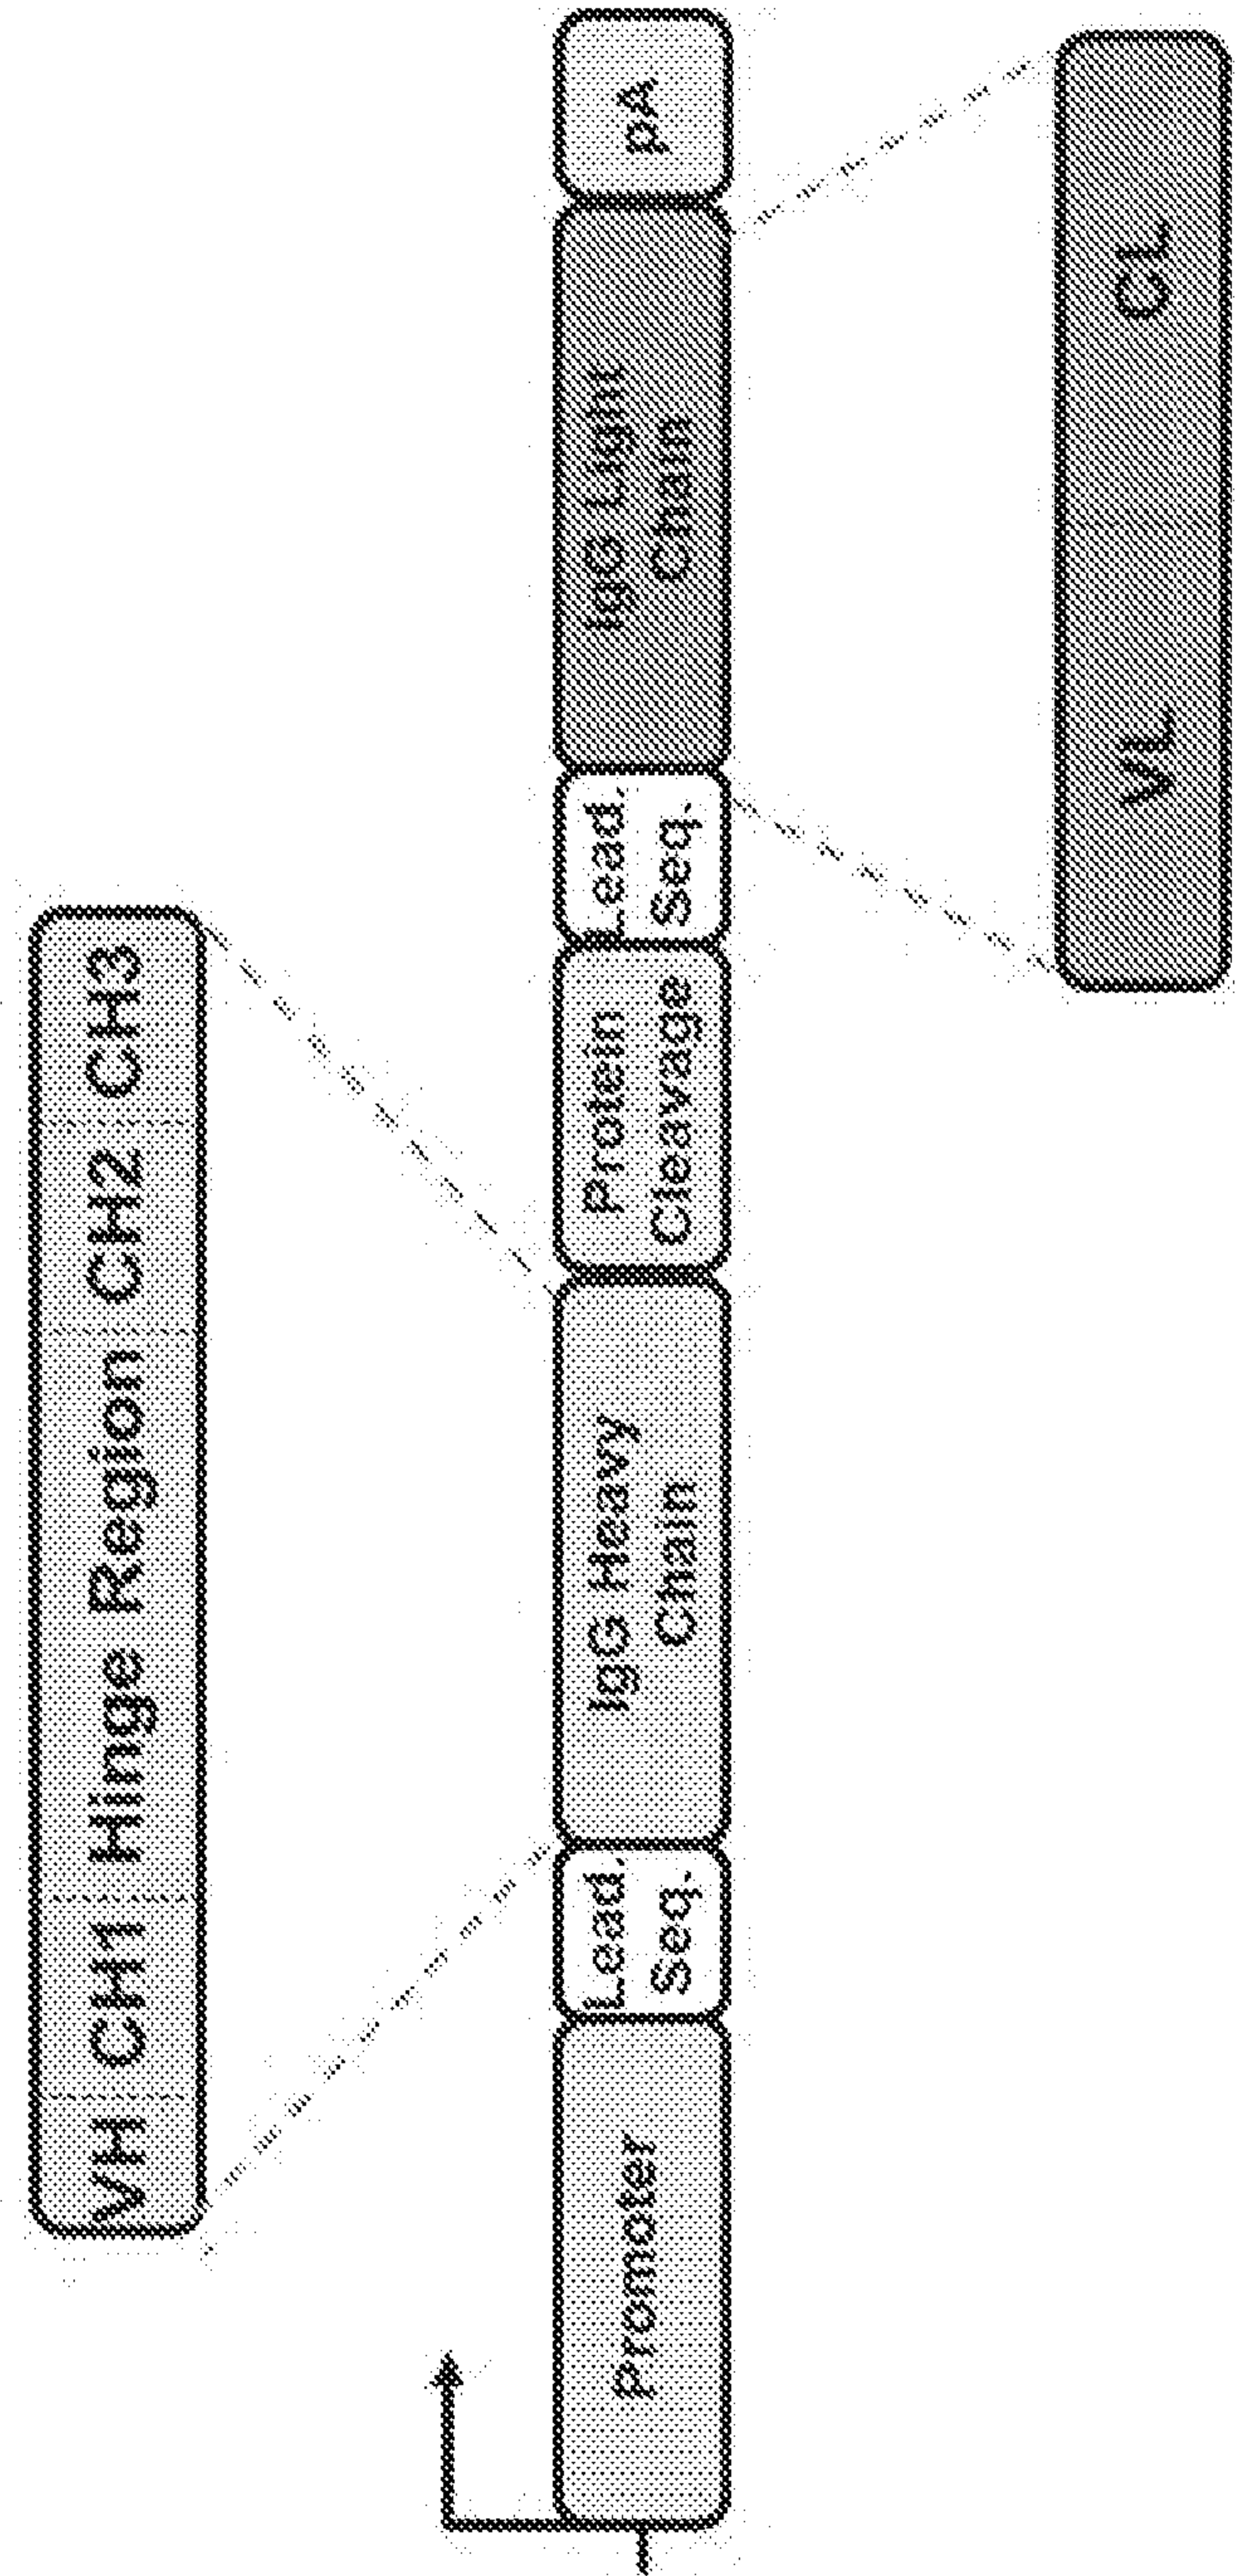 VH CH1 Hinge Region CH2 CH3
Promoter
Lead.
Seq.
IgG Heavy
Chain
Protein
Cleavage
Lead.
Seq.
IgG Light
Chain
pA
VL CL